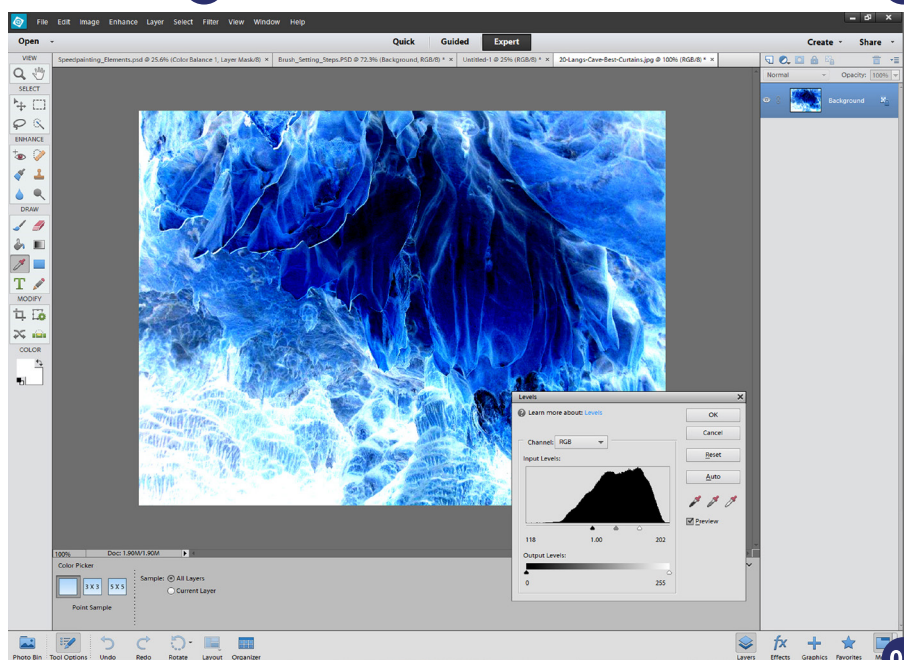 File Edit Image Enhance Layer Select Filter View Window Help
Open Quick Guided Expert Create Share
VIEW
Speedpainting_Elements.psd @ 25.6% (Color Balance 1, Layer Mask/8) × Brush_Setting_Steps.PSD @ 72.3% (Background, RGB/8) * × Untitled-1 @ 25% (RGB/8) * × 20-Langs-Cave-Best-Curtains.jpg @ 100% (RGB/8) * ×
Normal Opacity: 100%
SELECT
Background
ENHANCE
DRAW
T
MODIFY
COLOR
Levels
Learn more about: Levels
OK
Cancel
Channel: RGB
Reset
Input Levels:
Auto
Preview
118 1.00 202
Output Levels:
0 255
100% Doc: 1.90M/1.90M
Color Picker
3 X 3 5 X 5
Sample: All Layers
Current Layer
Point Sample
Photo Bin Tool Options Undo Redo Rotate Layout Organizer Layers Effects Graphics Favorites